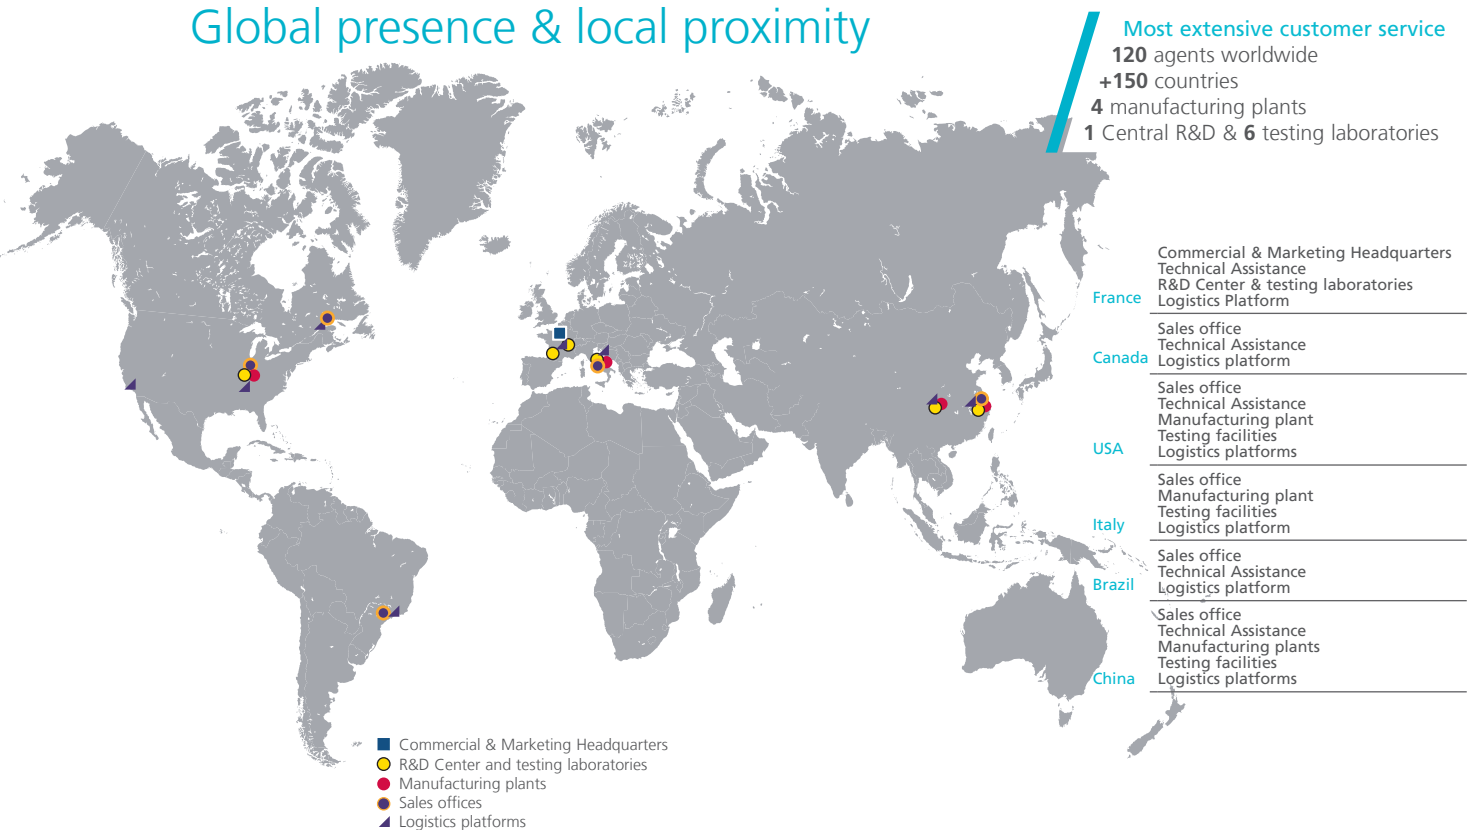 Global presence & local proximity
Most extensive customer service
120 agents worldwide
+150 countries
4 manufacturing plants
1 Central R&D & 6 testing laboratories
France
Commercial & Marketing Headquarters
Technical Assistance
R&D Center & testing laboratories
Logistics Platform
Canada
Sales office
Technical Assistance
Logistics platform
USA
Sales office
Technical Assistance
Manufacturing plant
Testing facilities
Logistics platforms
Italy
Sales office
Manufacturing plant
Testing facilities
Logistics platform
Brazil
Sales office
Technical Assistance
Logistics platform
China
Sales office
Technical Assistance
Manufacturing plants
Testing facilities
Logistics platforms
Commercial & Marketing Headquarters
R&D Center and testing laboratories
Manufacturing plants
Sales offices
Logistics platforms